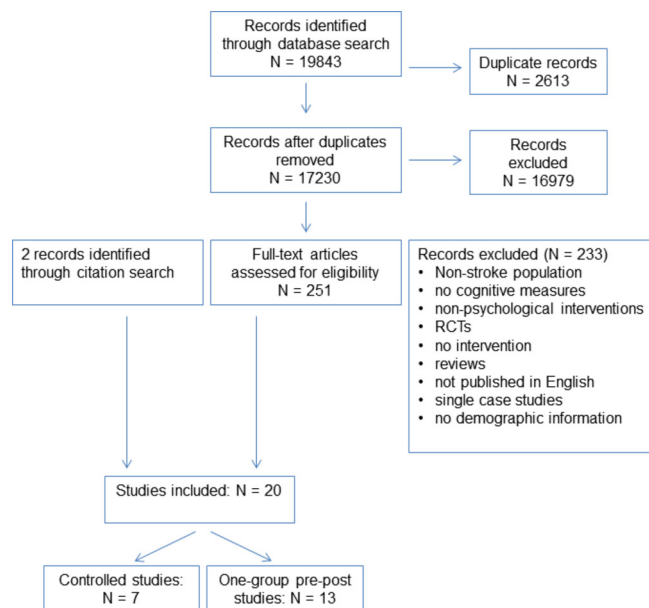 Records identified
through database search
N = 19843
Duplicate records
N = 2613
Records after duplicates
removed
N = 17230
Records
excluded
N = 16979
2 records identified
through citation search
Full-text articles
assessed for eligibility
N = 251
Records excluded (N = 233)
• Non-stroke population
• no cognitive measures
• non-psychological interventions
• RCTs
• no intervention
• reviews
• not published in English
• single case studies
• no demographic information
Studies included: N = 20
Controlled studies:
N = 7
One-group pre-post
studies: N = 13